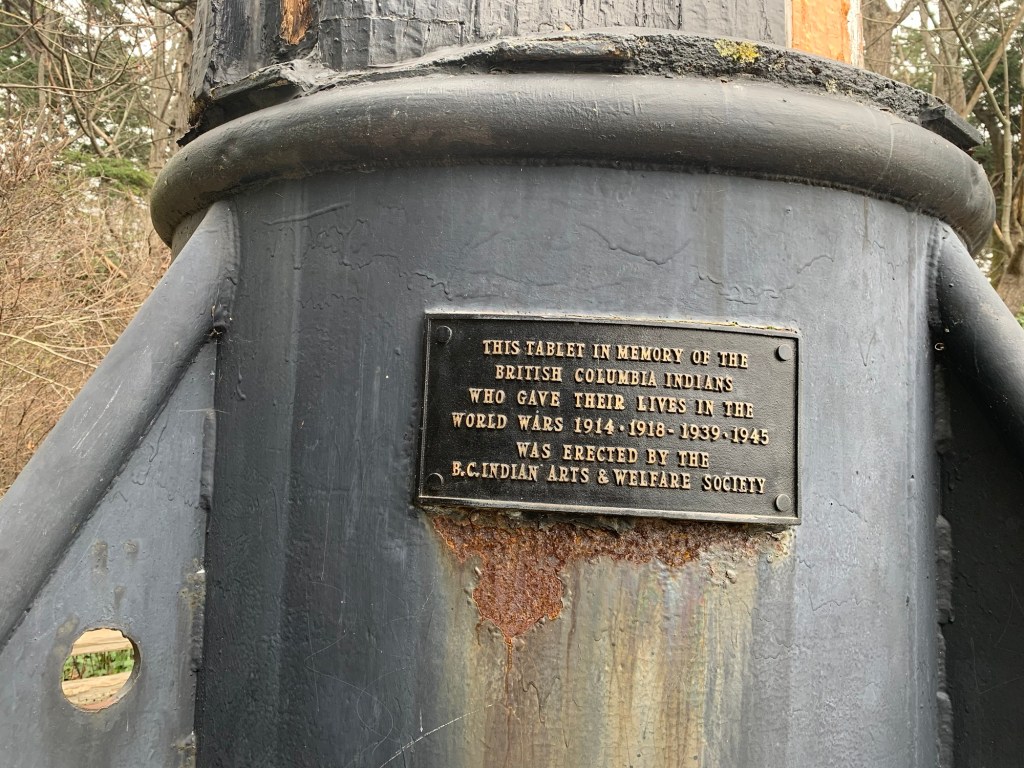 THIS TABLET IN MEMORY OF THE
BRITISH COLUMBIA INDIANS
WHO GAVE THEIR LIVES IN THE
WORLD WARS 1914 · 1918 - 1939 · 1945
WAS ERECTED BY THE
B.C. INDIAN ARTS & WELFARE SOCIETY